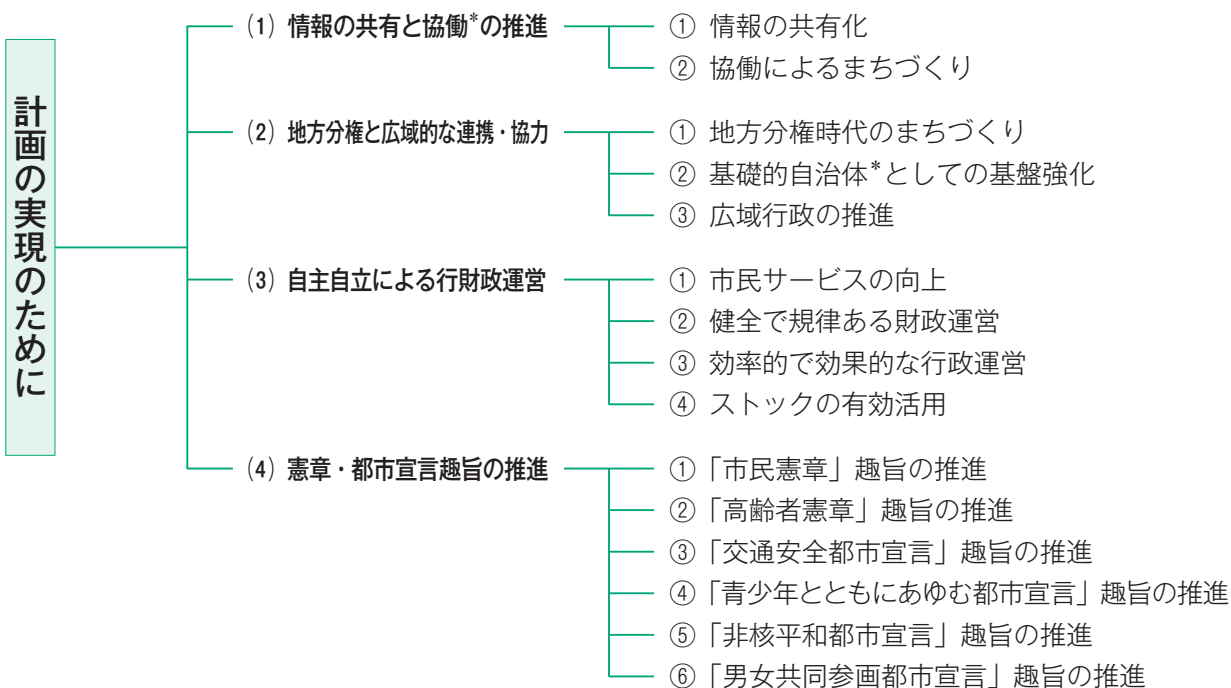 計画の実現のために
(1) 情報の共有と協働*の推進
① 情報の共有化
② 協働によるまちづくり
(2) 地方分権と広域的な連携・協力
① 地方分権時代のまちづくり
② 基礎的自治体*としての基盤強化
③ 広域行政の推進
(3) 自主自立による行財政運営
① 市民サービスの向上
② 健全で規律ある財政運営
③ 効率的で効果的な行政運営
④ ストックの有効活用
(4) 憲章・都市宣言趣旨の推進
①「市民憲章」趣旨の推進
②「高齢者憲章」趣旨の推進
③「交通安全都市宣言」趣旨の推進
④「青少年とともにあゆむ都市宣言」趣旨の推進
⑤「非核平和都市宣言」趣旨の推進
⑥「男女共同参画都市宣言」趣旨の推進